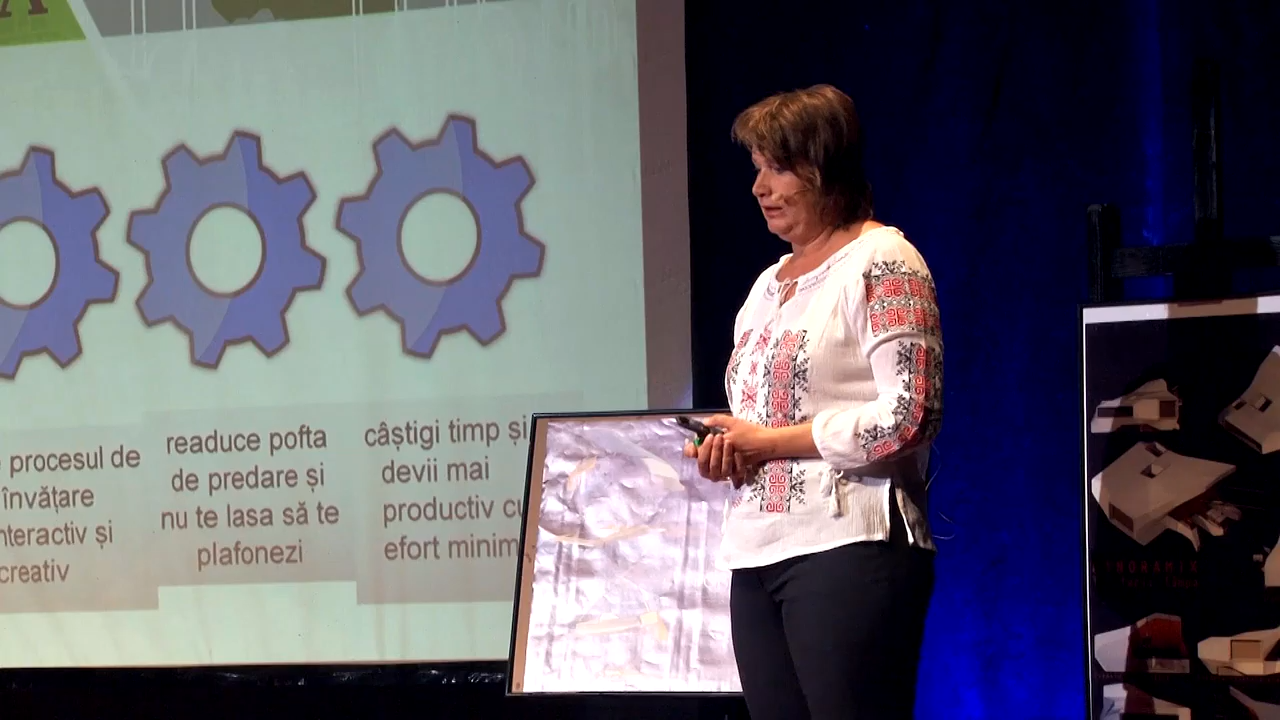 procesul de
învățare
interactiv și
creativ
readuce pofta
de predare și
nu te lasa să te
plafonezi
câștigi timp și
devii mai
productiv cu
efort minim